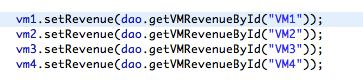 vm1.setRevenue(dao.getVMRevenueById("VM1"));
vm2.setRevenue(dao.getVMRevenueById("VM2"));
vm3.setRevenue(dao.getVMRevenueById("VM3"));
vm4.setRevenue(dao.getVMRevenueById("VM4"));